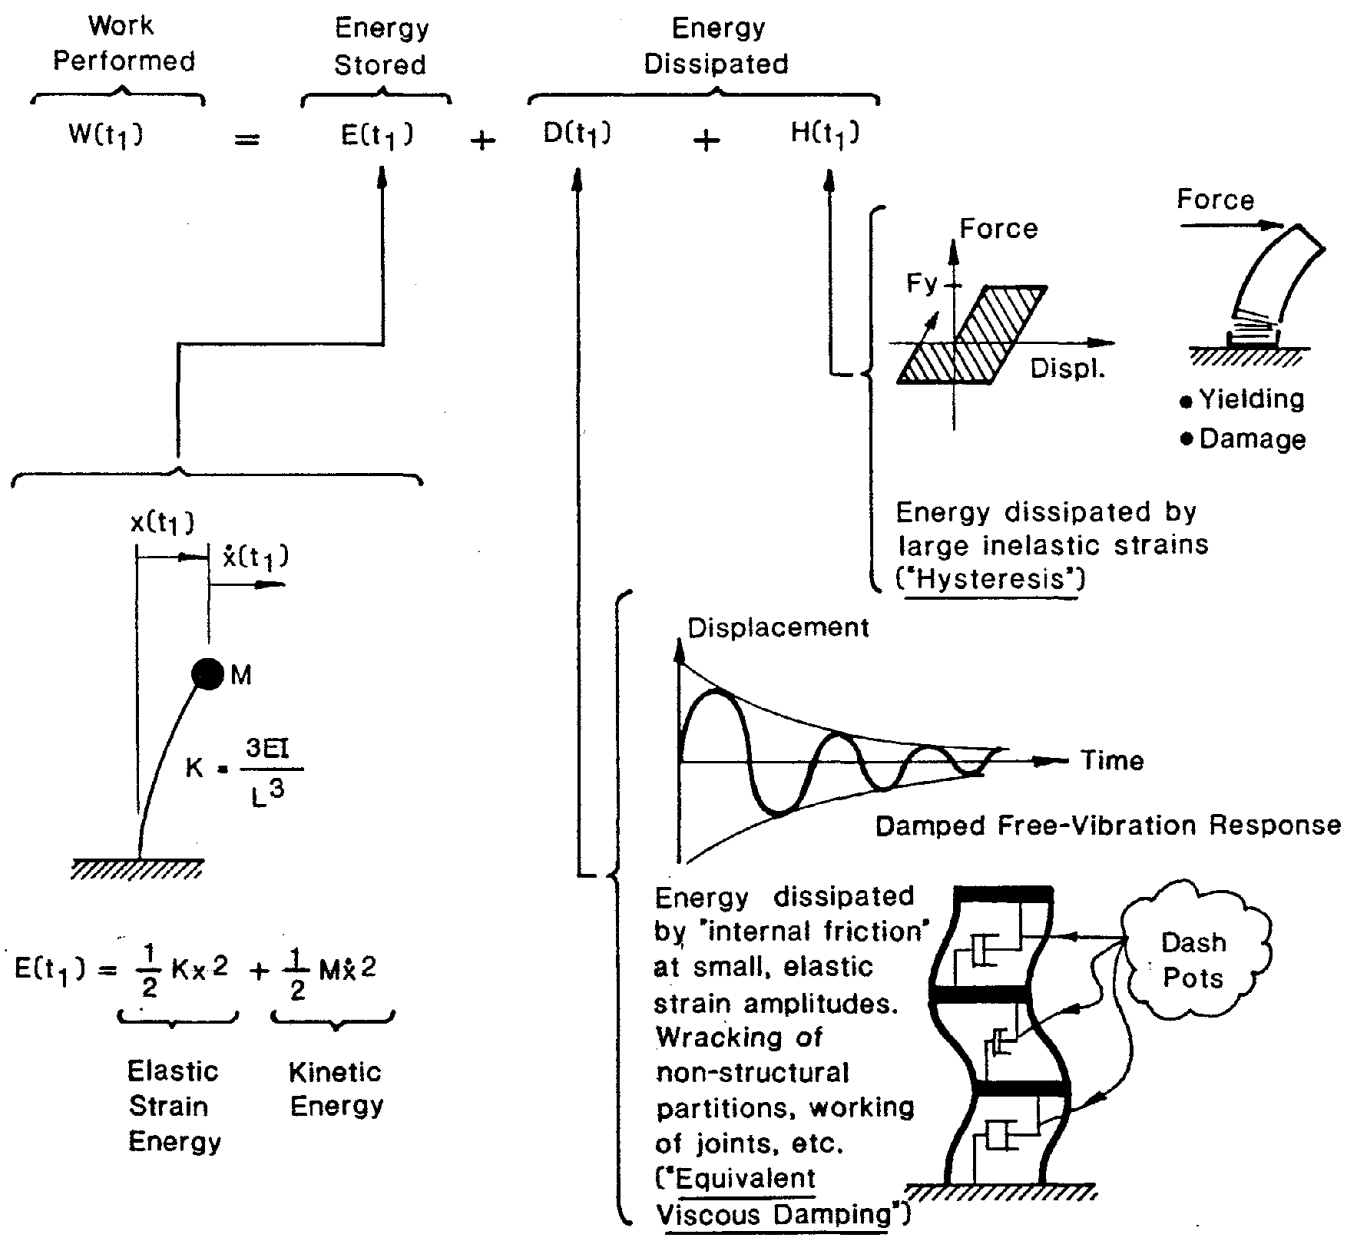 Work
Performed
Energy
Stored
Energy
Dissipated
W(t₁) = E(t₁) + D(t₁) + H(t₁)
Force
Fy
Displ.
Force
● Yielding
● Damage
Energy dissipated by
large inelastic strains
("Hysteresis")
x(t₁)
ẋ(t₁)
M
K = 3EI
L³
E(t₁) = 1/2 Kx² + 1/2 Mẋ²
Elastic
Strain
Energy
Kinetic
Energy
Displacement
Time
Damped Free-Vibration Response
Energy dissipated
by "internal friction"
at small, elastic
strain amplitudes.
Wracking of
non-structural
partitions, working
of joints, etc.
("Equivalent
Viscous Damping")
Dash
Pots